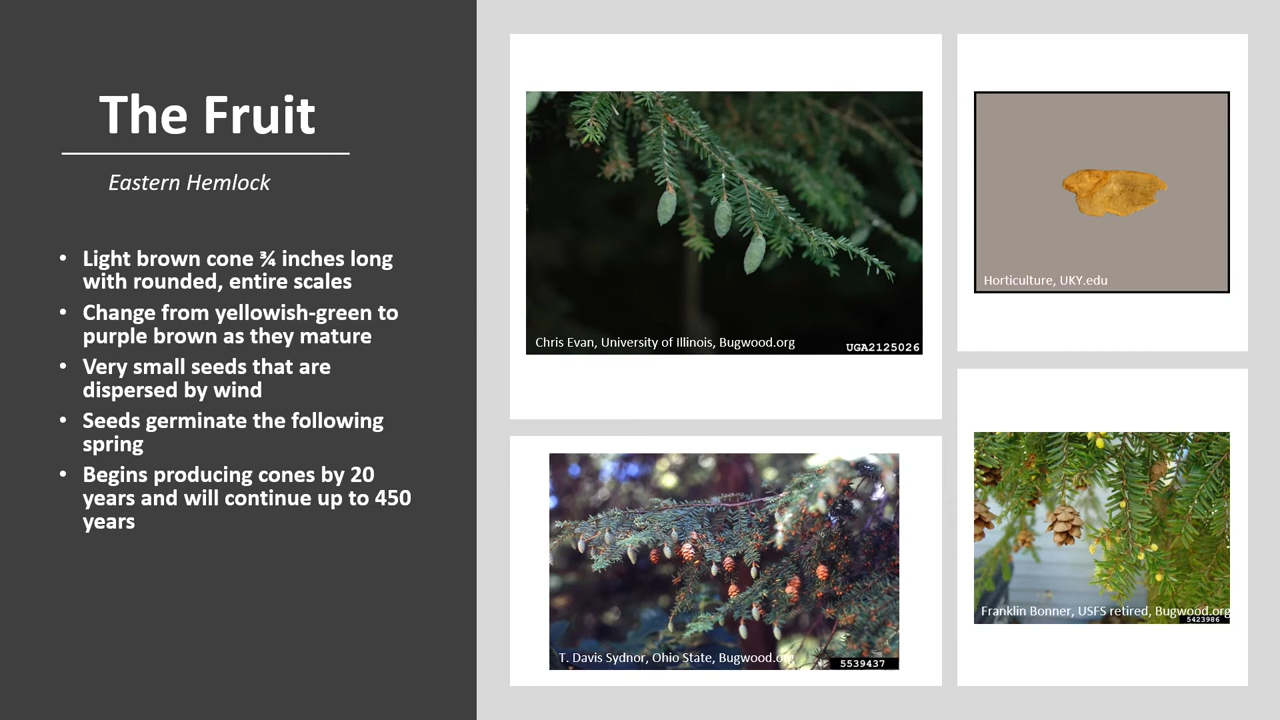 The Fruit
Eastern Hemlock
• Light brown cone ¾ inches long
with rounded, entire scales
• Change from yellowish-green to
purple brown as they mature
• Very small seeds that are
dispersed by wind
• Seeds germinate the following
spring
• Begins producing cones by 20
years and will continue up to 450
years
Chris Evan, University of Illinois, Bugwood.org
UGA2125026
Horticulture, UKY.edu
T. Davis Sydnor, Ohio State, Bugwood.org
5539437
Franklin Bonner, USFS retired, Bugwood.org
5423986